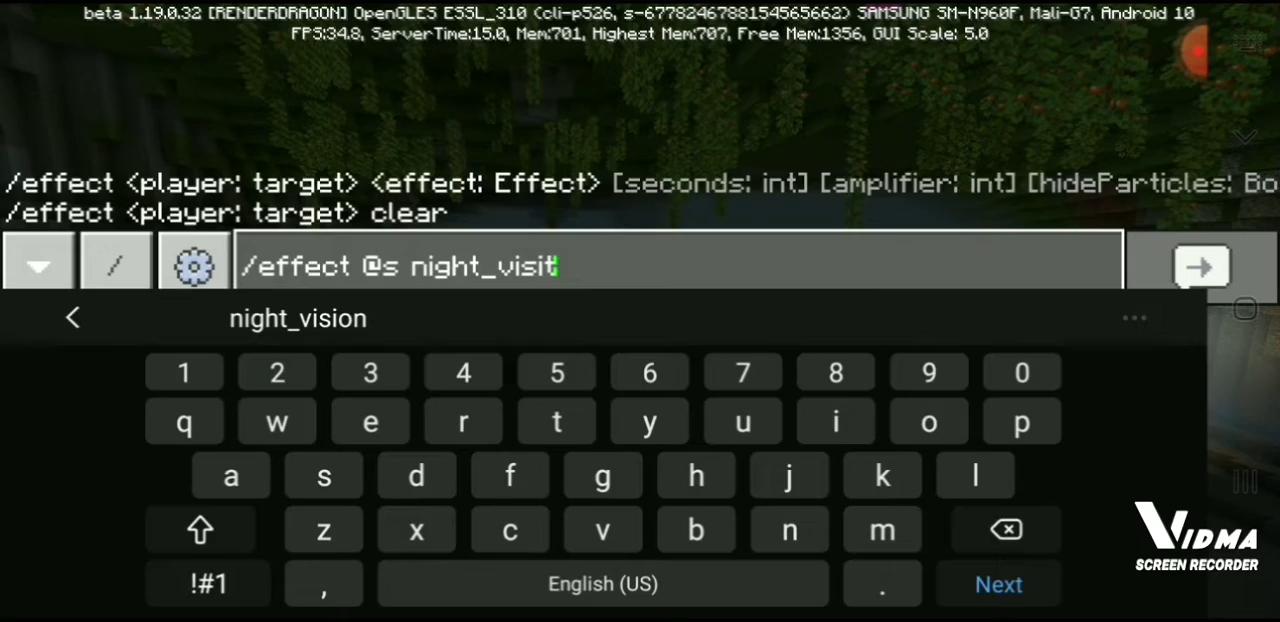 beta 1.19.0.32 [RENDERDRAGON] OpenGLES ESSL_310 (cli-p526, s-6778246788154565662) SAMSUNG SM-N960F, Mali-G7, Android 10
FPS:34.8, ServerTime:15.0, Mem:701, Highest Mem:707, Free Mem:1356, GUI Scale: 5.0
/effect <player: target> <effect: Effect> [seconds: int] [amplifier: int] [hideParticles: Bo
/effect <player: target> clear
/ /effect @s night_visit
night_vision
1 2 3 4 5 6 7 8 9 0
q w e r t y u i o p
a s d f g h j k l
z x c v b n m
!#1 , English (US) . Next
VIDMA
SCREEN RECORDER